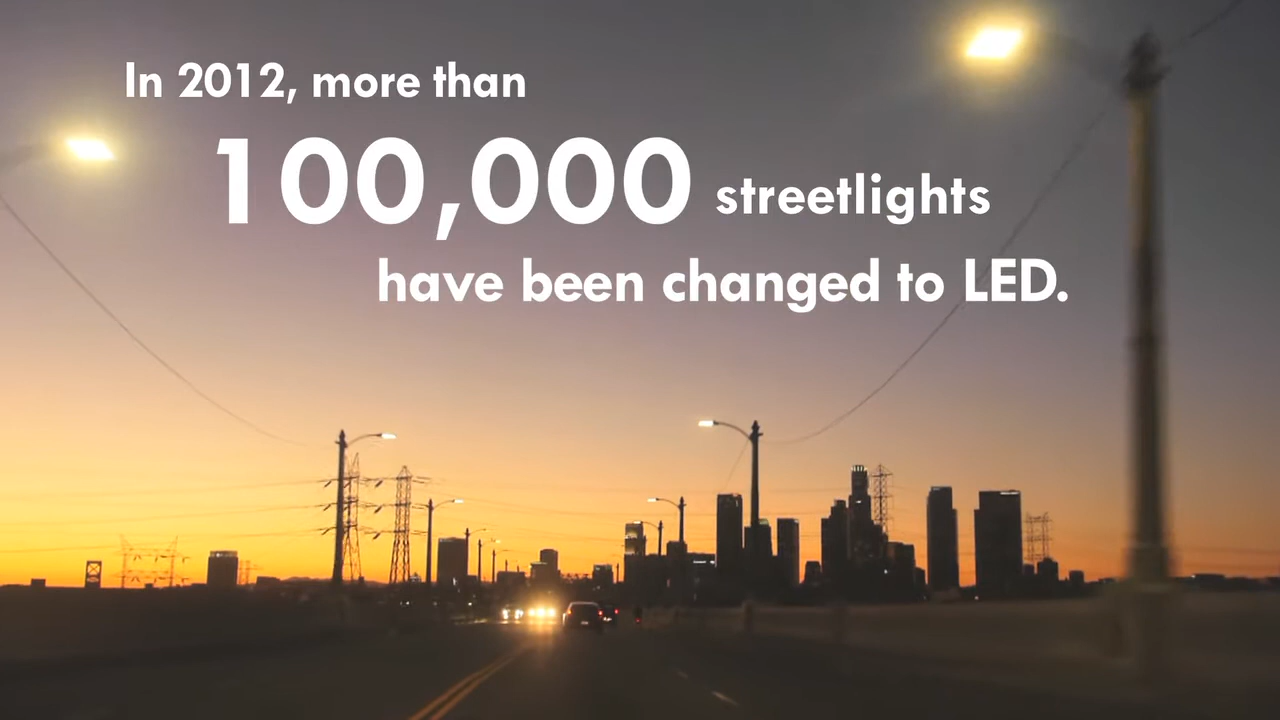 In 2012, more than
100,000 streetlights
have been changed to LED.